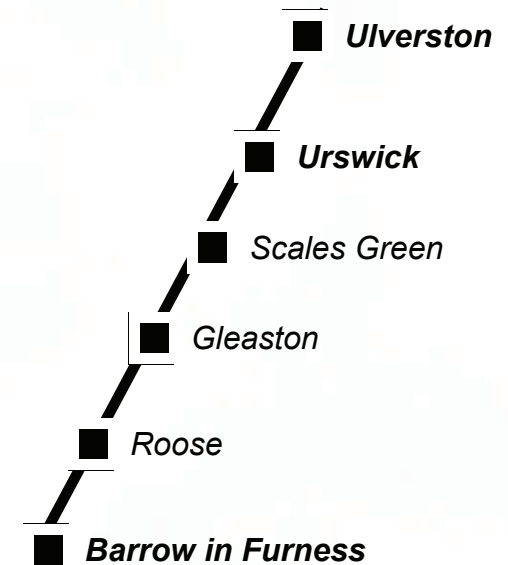 Ulverston
Urswick
Scales Green
Gleaston
Roose
Barrow in Furness